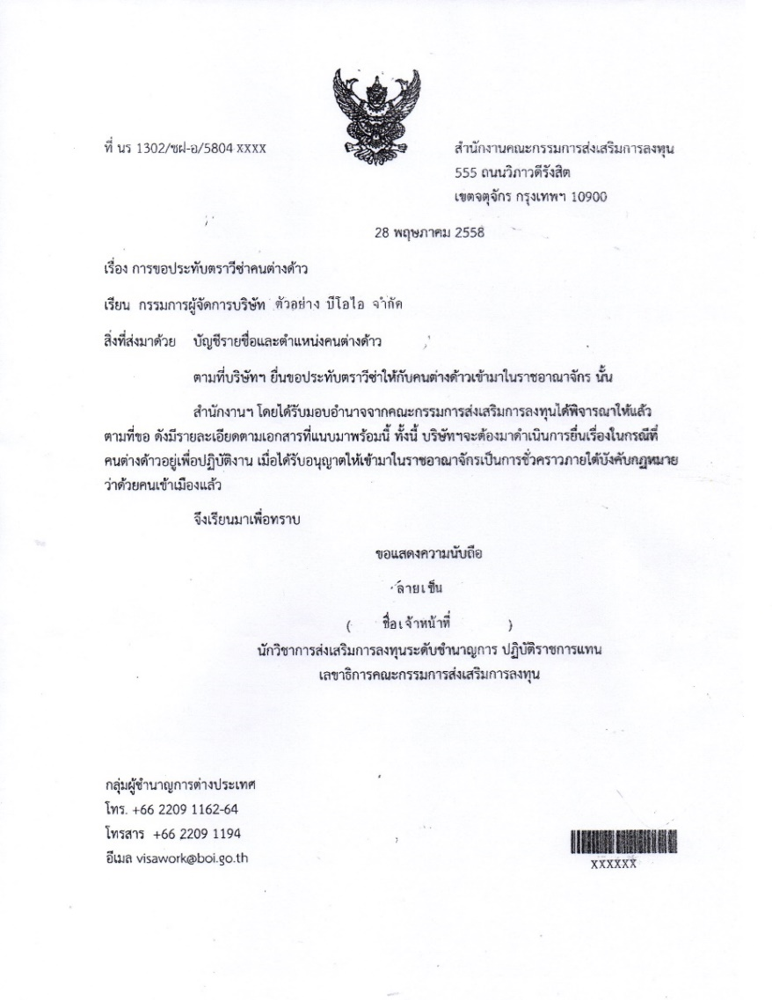 ที่ นร 1302/ชฝ-อ/5804 xxxx
สำนักงานคณะกรรมการส่งเสริมการลงทุน
555 ถนนวิภาวดีรังสิต
เขตจตุจักร กรุงเทพฯ 10900
28 พฤษภาคม 2558
เรื่อง การขอประทับตราวีซ่าคนต่างด้าว
เรียน กรรมการผู้จัดการบริษัท ตัวอย่าง บีโอไอ จำกัด
สิ่งที่ส่งมาด้วย บัญชีรายชื่อและตำแหน่งคนต่างด้าว
ตามที่บริษัทฯ ยื่นขอประทับตราวีซ่าให้กับคนต่างด้าวเข้ามาในราชอาณาจักร นั้น
สำนักงานฯ โดยได้รับมอบอำนาจจากคณะกรรมการส่งเสริมการลงทุนได้พิจารณาให้แล้ว
ตามที่ขอ ดังมีรายละเอียดตามเอกสารที่แนบมาพร้อมนี้ ทั้งนี้ บริษัทฯจะต้องมาดำเนินการยื่นเรื่องในกรณีที่
คนต่างด้าวอยู่เพื่อปฏิบัติงาน เมื่อได้รับอนุญาตให้เข้ามาในราชอาณาจักรเป็นการชั่วคราวภายใต้บังคับกฎหมาย
ว่าด้วยคนเข้าเมืองแล้ว
จึงเรียนมาเพื่อทราบ
ขอแสดงความนับถือ
ลายเซ็น
( ชื่อเจ้าหน้าที่ )
นักวิชาการส่งเสริมการลงทุนระดับชำนาญการ ปฏิบัติราชการแทน
เลขาธิการคณะกรรมการส่งเสริมการลงทุน
กลุ่มผู้ชำนาญการต่างประเทศ
โทร. +66 2209 1162-64
โทรสาร +66 2209 1194
อีเมล visawork@boi.go.th
XXXXXX